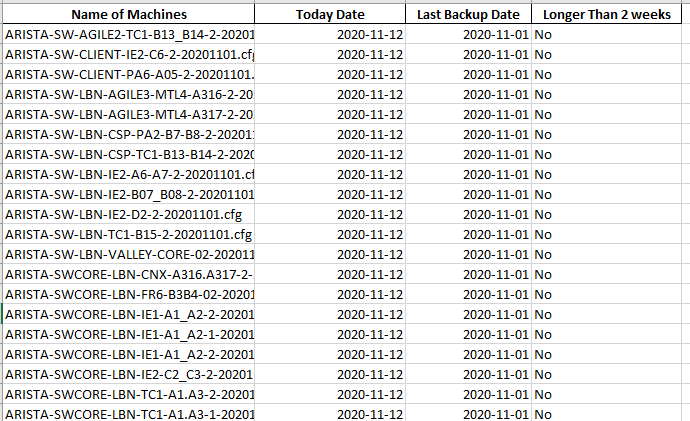 Name of Machines Today Date Last Backup Date Longer Than 2 weeks
ARISTA-SW-AGILE2-TC1-B13_B14-2-20201 2020-11-12 2020-11-01 No
ARISTA-SW-CLIENT-IE2-C6-2-20201101.cfg 2020-11-12 2020-11-01 No
ARISTA-SW-CLIENT-PA6-A05-2-20201101. 2020-11-12 2020-11-01 No
ARISTA-SW-LBN-AGILE3-MTL4-A316-2-20 2020-11-12 2020-11-01 No
ARISTA-SW-LBN-AGILE3-MTL4-A317-2-20 2020-11-12 2020-11-01 No
ARISTA-SW-LBN-CSP-PA2-B7-B8-2-20201 2020-11-12 2020-11-01 No
ARISTA-SW-LBN-CSP-TC1-B13-B14-2-2020 2020-11-12 2020-11-01 No
ARISTA-SW-LBN-IE2-A6-A7-2-20201101.cf 2020-11-12 2020-11-01 No
ARISTA-SW-LBN-IE2-B07_B08-2-20201101 2020-11-12 2020-11-01 No
ARISTA-SW-LBN-IE2-D2-2-20201101.cfg 2020-11-12 2020-11-01 No
ARISTA-SW-LBN-TC1-B15-2-20201101.cfg 2020-11-12 2020-11-01 No
ARISTA-SW-LBN-VALLEY-CORE-02-202011 2020-11-12 2020-11-01 No
ARISTA-SWCORE-LBN-CNX-A316.A317-2- 2020-11-12 2020-11-01 No
ARISTA-SWCORE-LBN-FR6-B3B4-02-20201 2020-11-12 2020-11-01 No
ARISTA-SWCORE-LBN-IE1-A1_A2-2-20201 2020-11-12 2020-11-01 No
ARISTA-SWCORE-LBN-IE1-A1_A2-1-20201 2020-11-12 2020-11-01 No
ARISTA-SWCORE-LBN-IE1-A1_A2-2-20201 2020-11-12 2020-11-01 No
ARISTA-SWCORE-LBN-IE2-C2_C3-2-20201 2020-11-12 2020-11-01 No
ARISTA-SWCORE-LBN-TC1-A1.A3-2-20201 2020-11-12 2020-11-01 No
ARISTA-SWCORE-LBN-TC1-A1.A3-1-20201 2020-11-12 2020-11-01 No